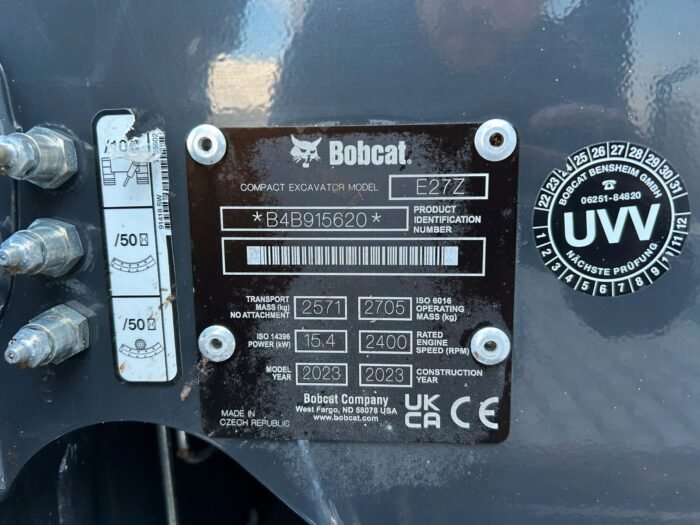 /50
/50
91418-SW
Bobcat.
COMPACT EXCAVATOR MODEL E27Z
*B4B915620* PRODUCT IDENTIFICATION NUMBER
TRANSPORT MASS (kg) NO ATTACHMENT 2571 2705 ISO 6016 OPERATING MASS (kg)
ISO 14396 POWER (kW) 15.4 2400 RATED ENGINE SPEED (RPM)
MODEL YEAR 2023 2023 CONSTRUCTION YEAR
Bobcat Company
West Fargo, ND 58078 USA
www.bobcat.com
MADE IN
CZECH REPUBLIC
UK
CA
CE
22 23 24 25 26 27 28 29 30 31
BOBCAT BENSHEIM GMBH
06251-84820
UVV
NÄCHSTE PRÜFUNG
1 2 3 4 5 6 7 8 9 10 11 12